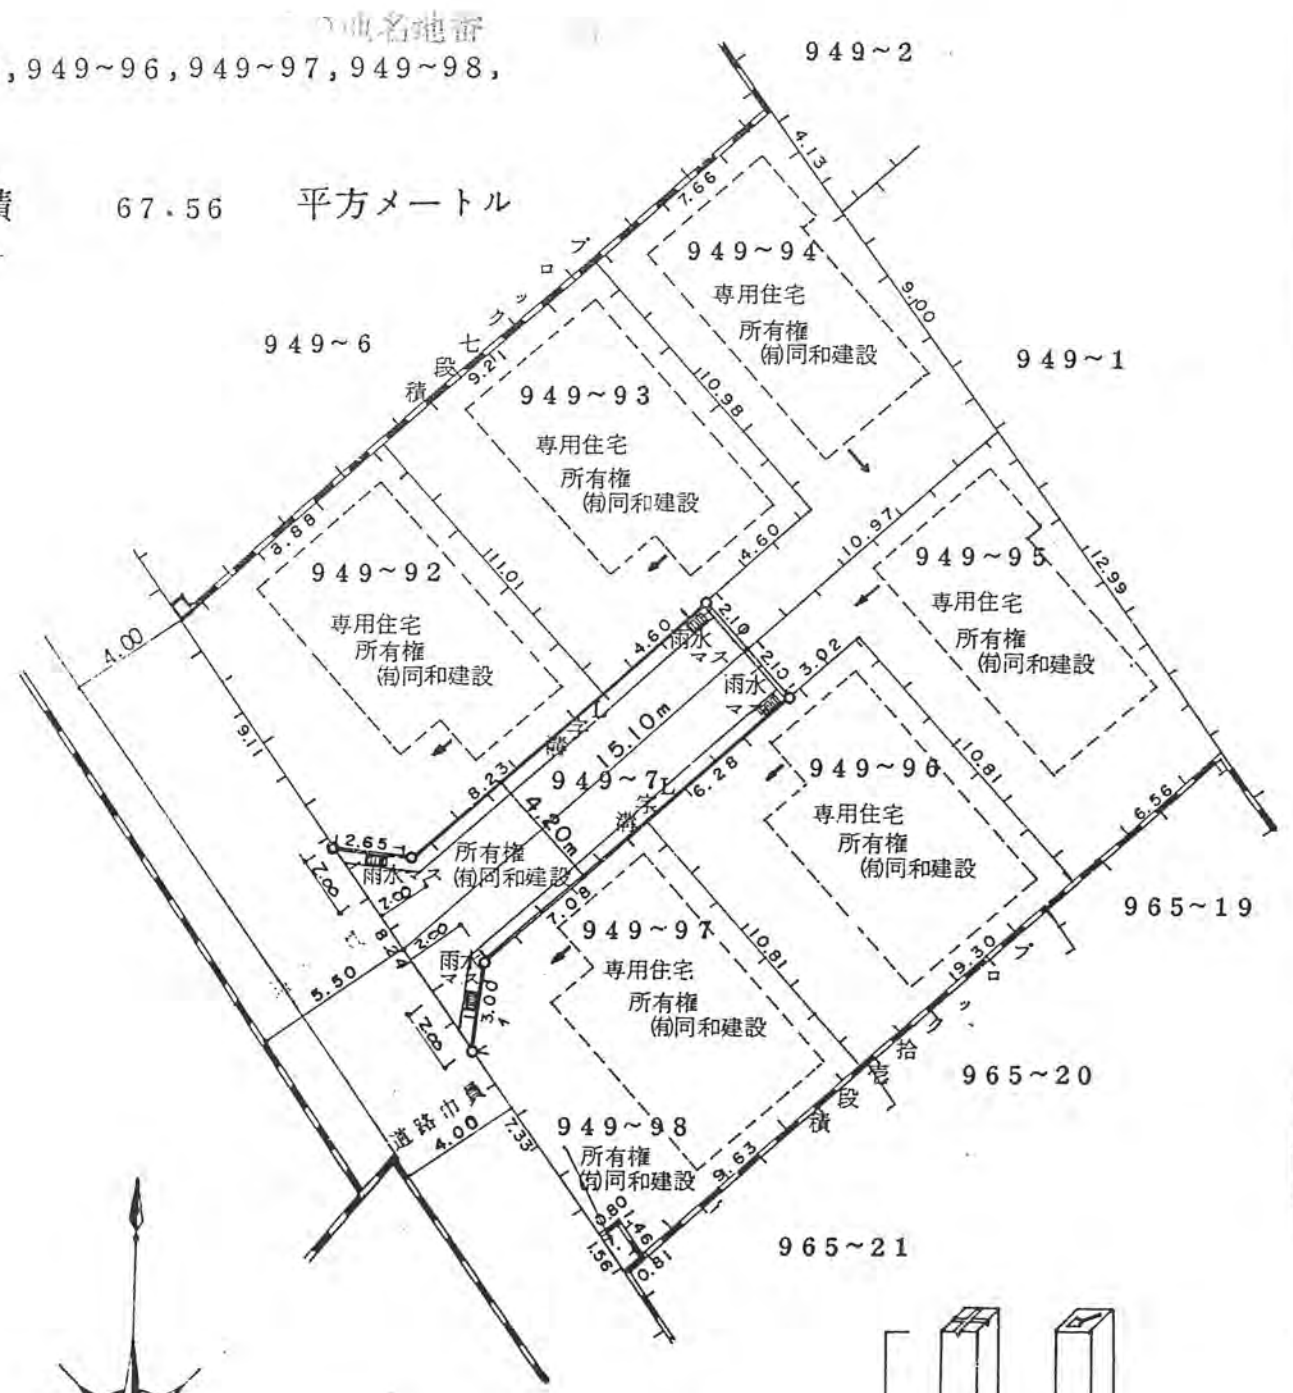 の地名地番
,949~96,949~97,949~98,
積 67.56 平方メートル
949~2
4.13
7.66
949~94
専用住宅
所有権
㈲同和建設
9.00
949~1
949~6
ブロック七段積
9.21
949~93
専用住宅
所有権
㈲同和建設
10.98
8.88
949~92
専用住宅
所有権
㈲同和建設
11.01
4.60
10.97
949~95
専用住宅
所有権
㈲同和建設
12.99
4.00
4.60
2.10
雨水マス
2.10
3.02
雨水マス
9.11
L字溝
15.10m
8.23
949~7
L字溝
6.28
4.20m
949~96
専用住宅
所有権
㈲同和建設
10.81
6.56
2.65
雨水マス
所有権
㈲同和建設
2.00
2.00
965~19
8.24
2.00
7.08
949~97
専用住宅
所有権
㈲同和建設
10.81
19.30
ブロック拾壱段積
雨水マス
5.50
3.00
2.00
965~20
道路巾員
4.00
7.33
949~98
所有権
㈲同和建設
9.63
0.80
1.46
1.56
0.81
965~21